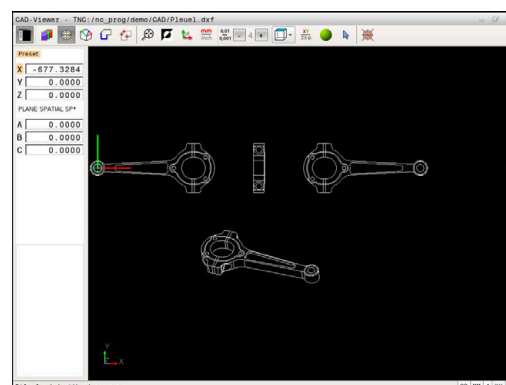 CAD-Viewer - TNC:/nc_prog/demo/CAD/Pleuel.dxf
mm
inch
0,01
0,001
4
XY
Preset
X -677.3284
Y 0.0000
Z 0.0000
PLANE SPATIAL SP*
A 0.0000
B 0.0000
C 0.0000
Y
Z
X